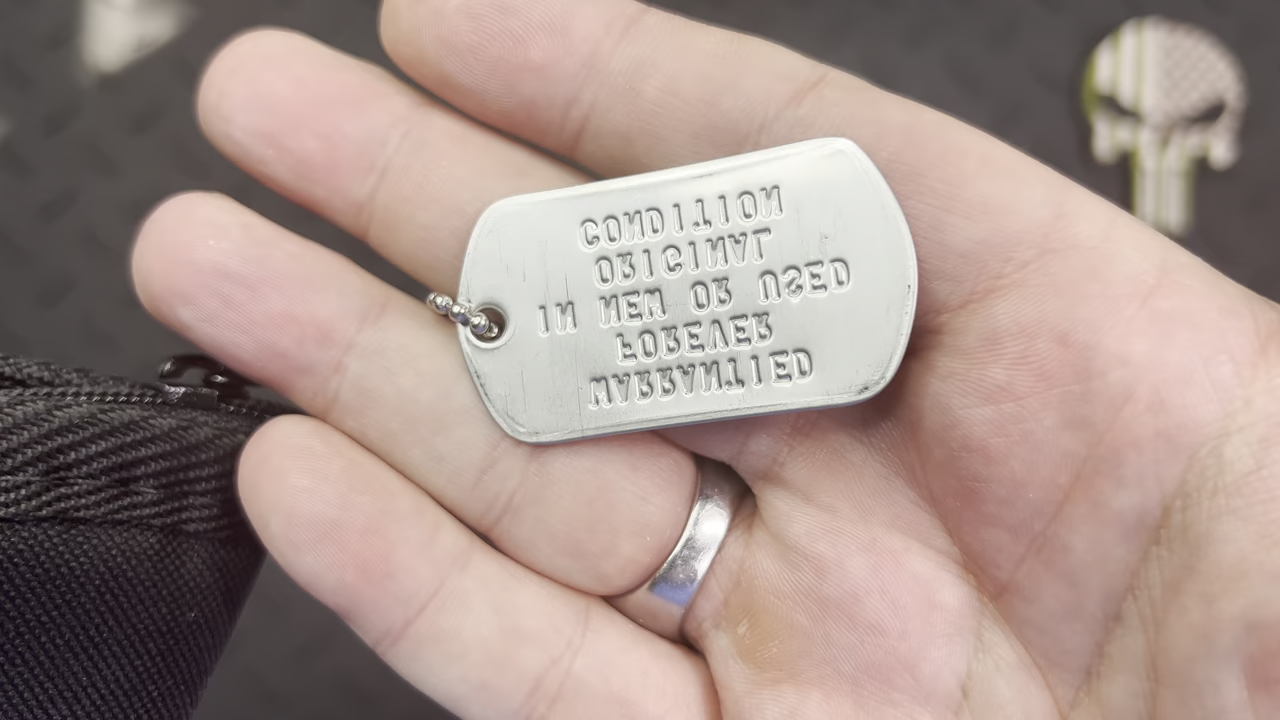 WARRANTIED
FOREVER
IN NEW OR USED
ORIGINAL
CONDITION